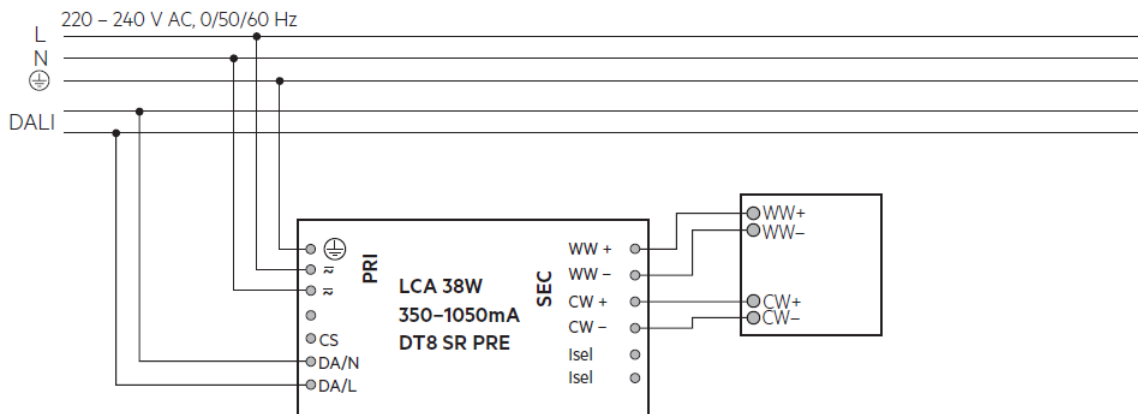 220 – 240 V AC, 0/50/60 Hz
L
N
DALI
WW+
WW–
CW+
CW–
PRI
≂
≂
CS
DA/N
DA/L
LCA 38W
350–1050mA
DT8 SR PRE
SEC
WW +
WW –
CW +
CW –
Isel
Isel